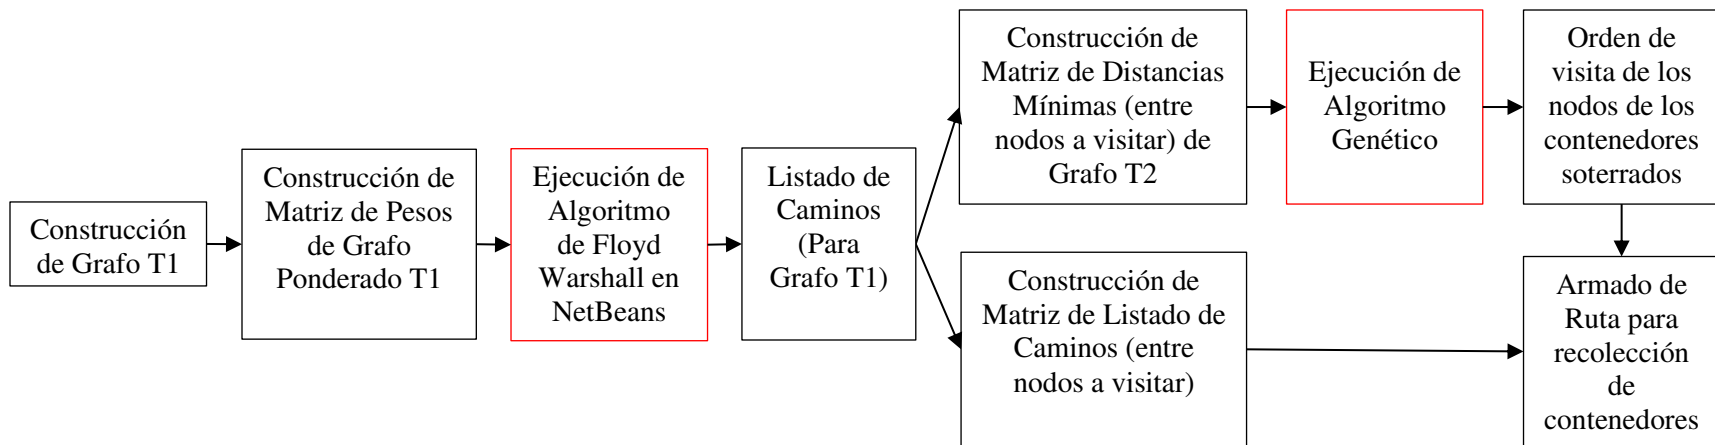 Construcción
de Grafo T1
Construcción de
Matriz de Pesos
de Grafo
Ponderado T1
Ejecución de
Algoritmo
de Floyd
Warshall en
NetBeans
Listado de
Caminos
(Para
Grafo T1)
Construcción de
Matriz de Distancias
Mínimas (entre
nodos a visitar) de
Grafo T2
Ejecución de
Algoritmo
Genético
Orden de
visita de los
nodos de los
contenedores
soterrados
Construcción de
Matriz de Listado de
Caminos (entre
nodos a visitar)
Armado de
Ruta para
recolección
de
contenedores